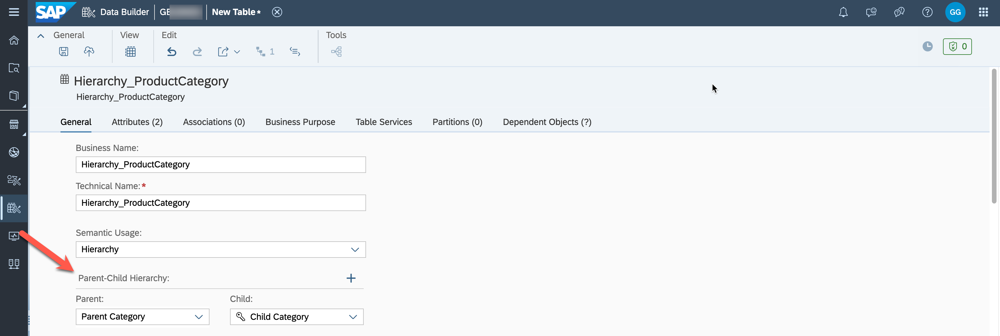 SAP Data Builder GE New Table *
GG
General View Edit Tools
1
0
Hierarchy_ProductCategory
Hierarchy_ProductCategory
General Attributes (2) Associations (0) Business Purpose Table Services Partitions (0) Dependent Objects (?)
Business Name:
Hierarchy_ProductCategory
Technical Name:*
Hierarchy_ProductCategory
Semantic Usage:
Hierarchy
Parent-Child Hierarchy:
Parent: Child:
Parent Category Child Category